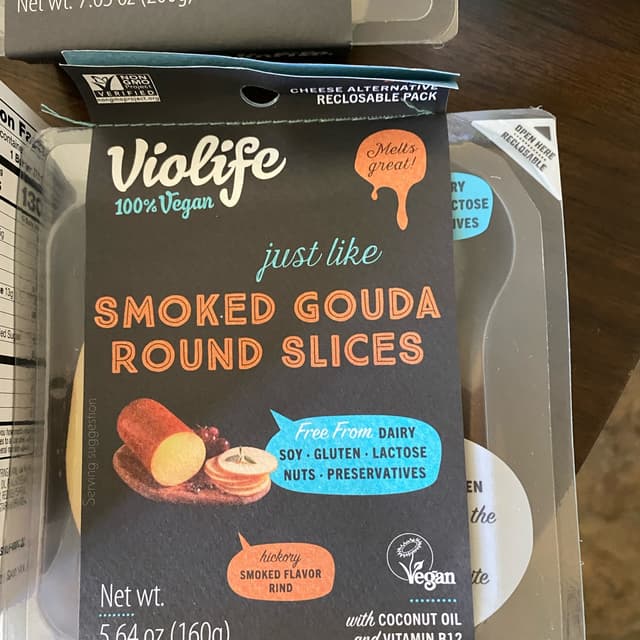 Net wt. 7.05 oz (200g)
NON
GMO
Project
VERIFIED
nongmoproject.org
CHEESE ALTERNATIVE
RECLOSABLE PACK
OPEN HERE
RECLOSABLE
Violife
100% Vegan
Melts
great!
just like
SMOKED GOUDA
ROUND SLICES
Serving suggestion
Free From DAIRY
SOY · GLUTEN · LACTOSE
NUTS · PRESERVATIVES
hickory
SMOKED FLAVOR
RIND
Vegan
Net wt.
5.64 oz (160g)
with COCONUT OIL
and VITAMIN B12
the